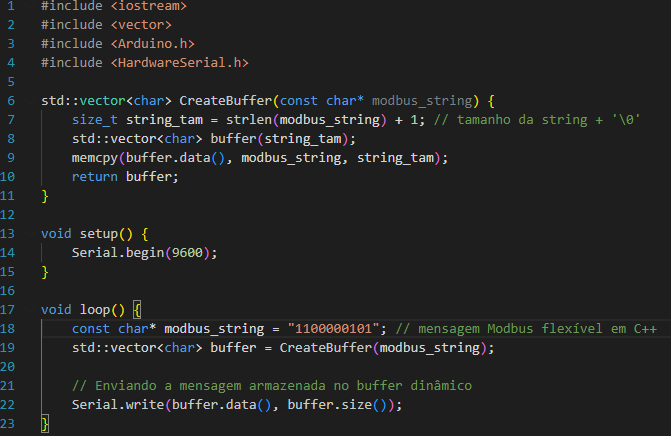 1 #include <iostream>
2 #include <vector>
3 #include <Arduino.h>
4 #include <HardwareSerial.h>
5
6 std::vector<char> CreateBuffer(const char* modbus_string) {
7     size_t string_tam = strlen(modbus_string) + 1; // tamanho da string + '\0'
8     std::vector<char> buffer(string_tam);
9     memcpy(buffer.data(), modbus_string, string_tam);
10     return buffer;
11 }
12
13 void setup() {
14     Serial.begin(9600);
15 }
16
17 void loop() {
18     const char* modbus_string = "1100000101"; // mensagem Modbus flexível em C++
19     std::vector<char> buffer = CreateBuffer(modbus_string);
20
21     // Enviando a mensagem armazenada no buffer dinâmico
22     Serial.write(buffer.data(), buffer.size());
23 }